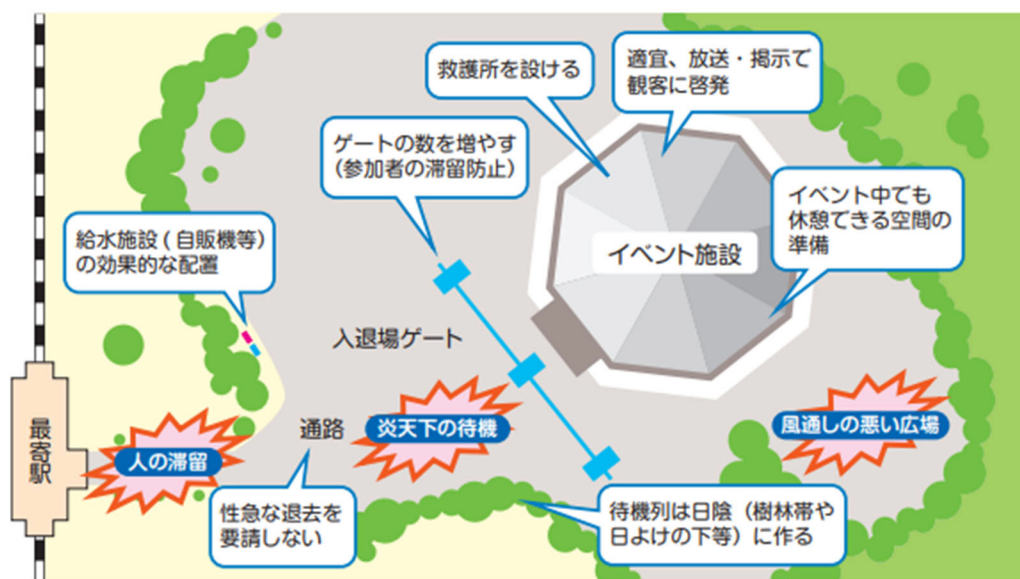 救護所を設ける
適宜、放送・掲示で
観客に啓発
ゲートの数を増やす
(参加者の滞留防止)
イベント中でも
休憩できる空間の
準備
給水施設(自販機等)
の効果的な配置
イベント施設
入退場ゲート
最寄駅
人の滞留
通路
炎天下の待機
風通しの悪い広場
性急な退去を
要請しない
待機列は日陰(樹林帯や
日よけの下等)に作る